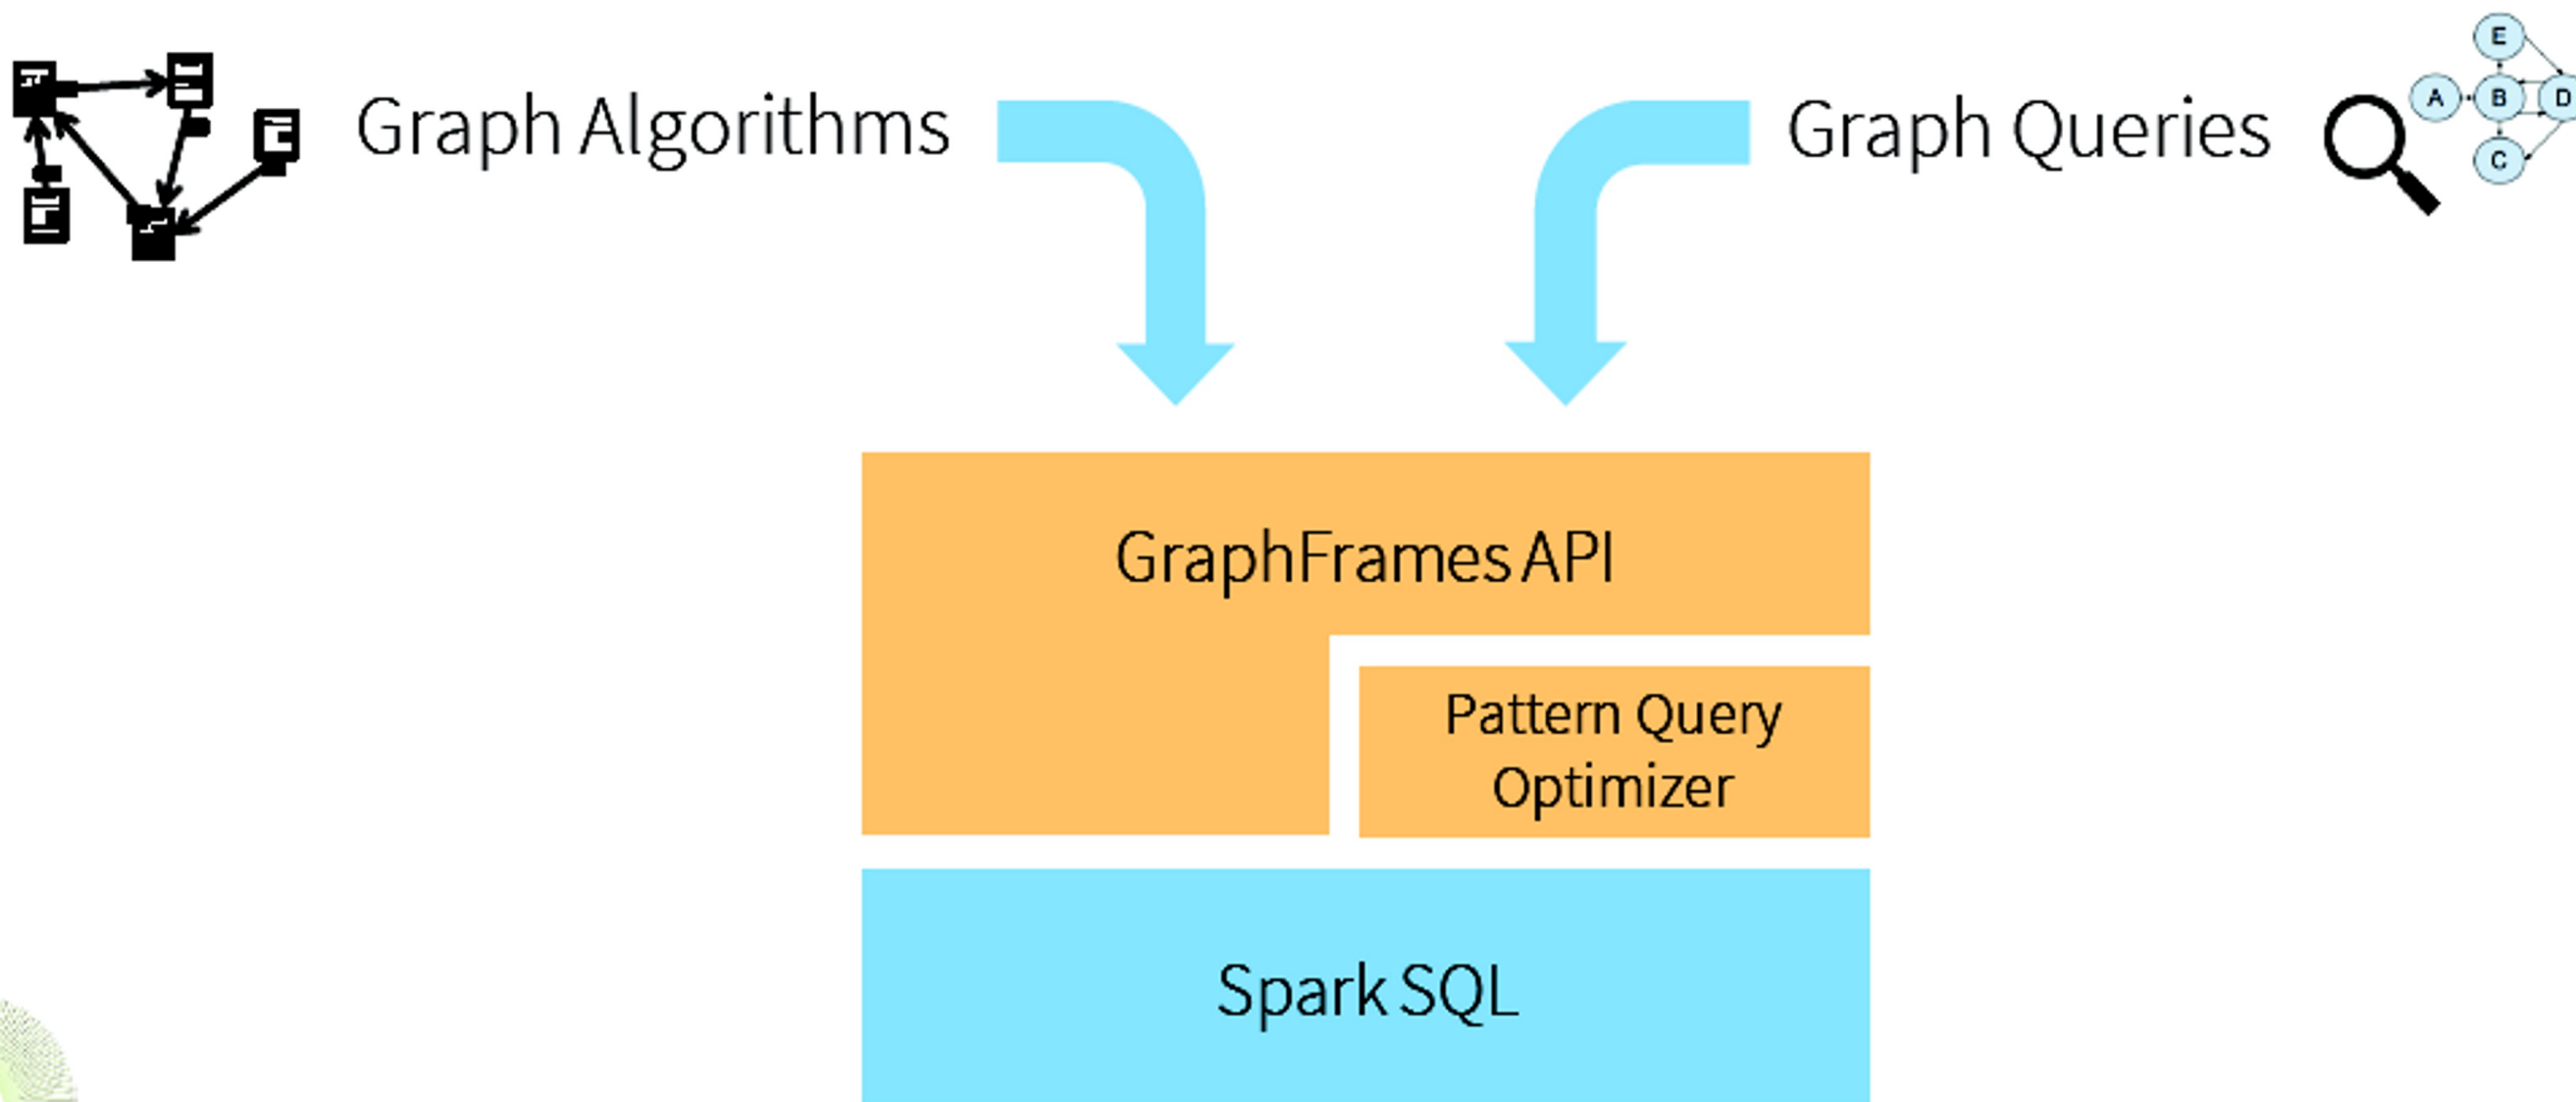 Graph Algorithms
Graph Queries
E
A
B
D
C
GraphFrames API
Pattern Query
Optimizer
Spark SQL